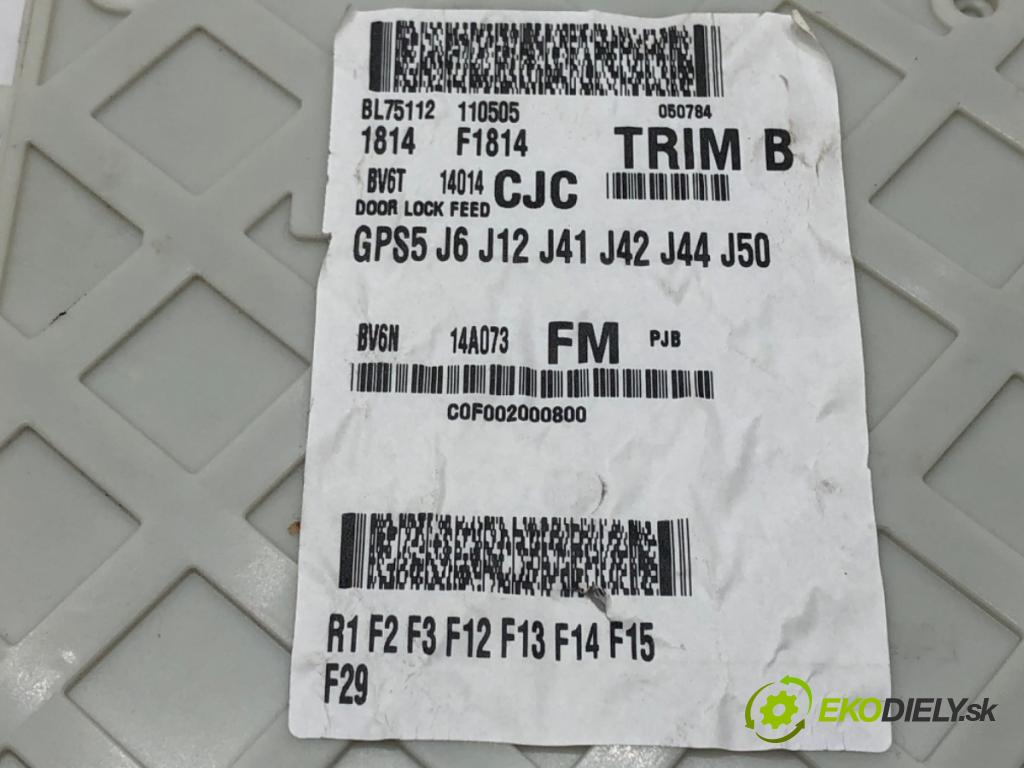 BL75112 110505 050784
1814 F1814 TRIM B
BV6T 14014 CJC
DOOR LOCK FEED
GPS5 J6 J12 J41 J42 J44 J50
BV6N 14A073 FM PJB
C0F002000800
R1 F2 F3 F12 F13 F14 F15
F29
EKODIELY.sk